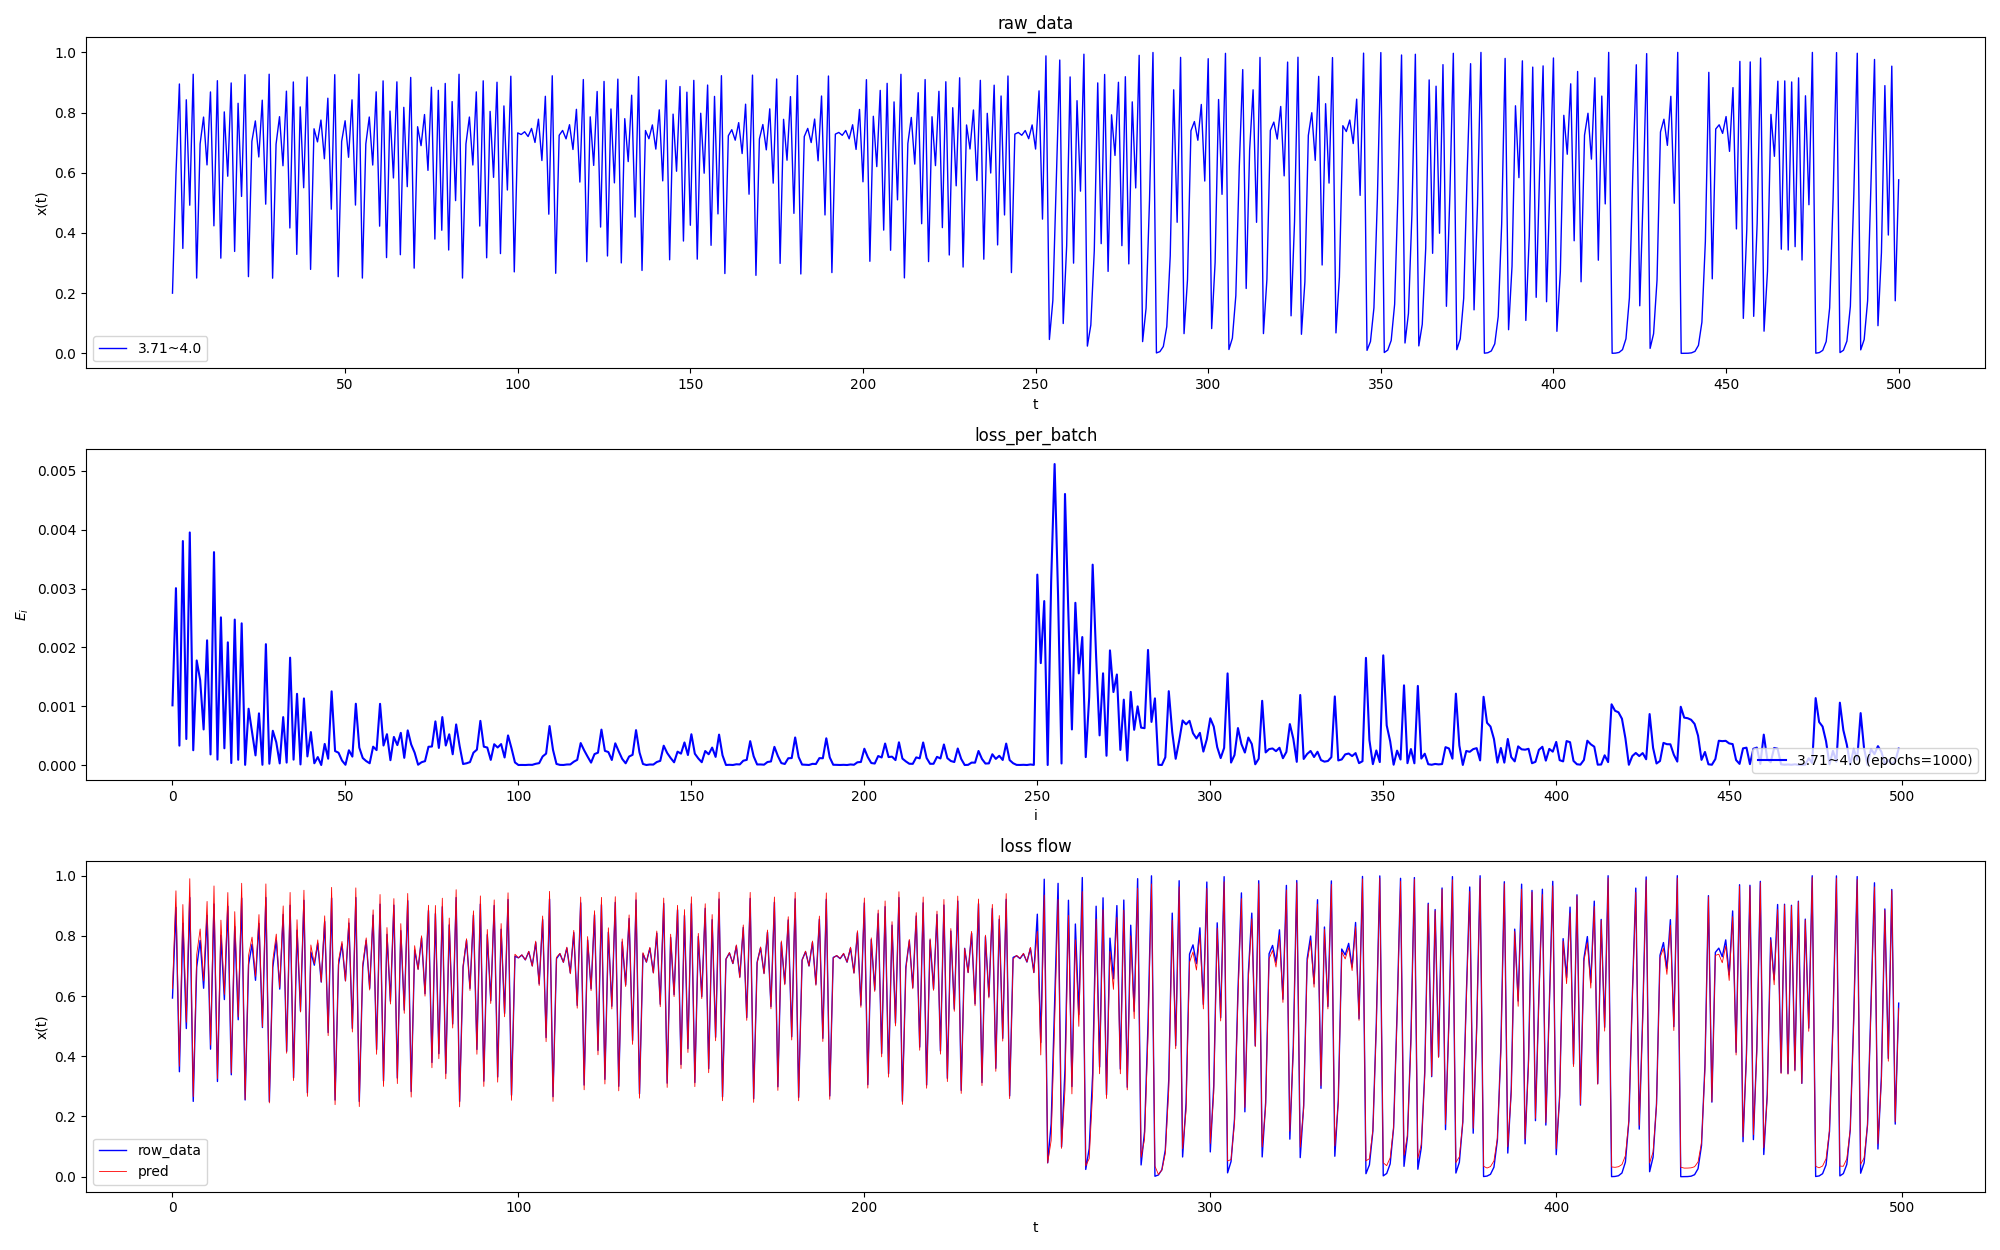 raw_data
1.0
0.8
0.6
0.4
0.2
0.0
x(t)
3.71~4.0
50 100 150 200 250 300 350 400 450 500
t
loss_per_batch
0.005
0.004
0.003
0.002
0.001
0.000
E_i
3.71~4.0 (epochs=1000)
0 50 100 150 200 250 300 350 400 450 500
i
loss flow
1.0
0.8
0.6
0.4
0.2
0.0
x(t)
row_data
pred
0 100 200 300 400 500
t